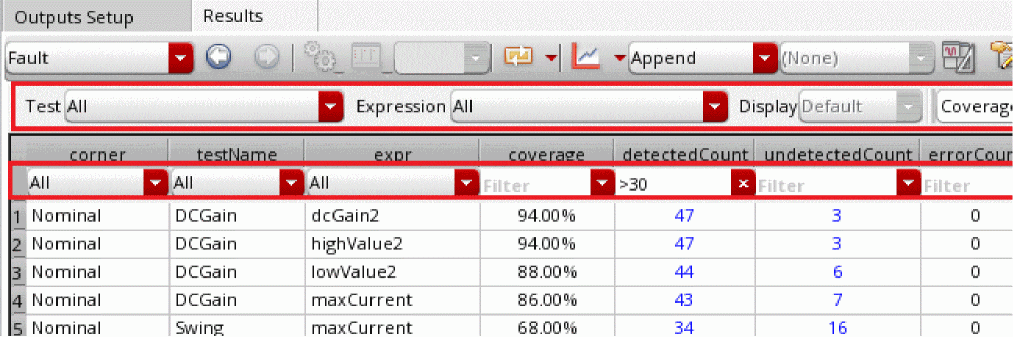 Outputs Setup Results
Fault Append (None)
Test All Expression All Display Default Coverag
corner testName expr coverage detectedCount undetectedCount errorCour
All All All Filter >30 Filter Filter
1 Nominal DCGain dcGain2 94.00% 47 3 0
2 Nominal DCGain highValue2 94.00% 47 3 0
3 Nominal DCGain lowValue2 88.00% 44 6 0
4 Nominal DCGain maxCurrent 86.00% 43 7 0
5 Nominal Swing maxCurrent 68.00% 34 16 0